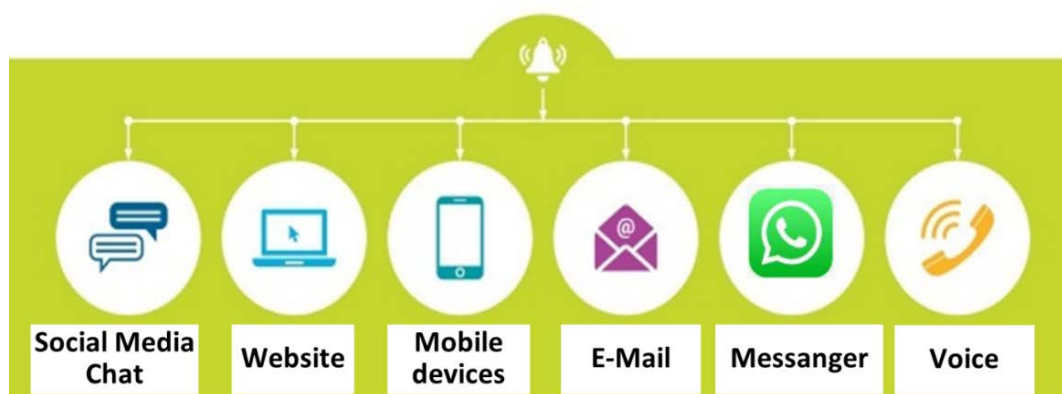 @
Social Media
Chat
Website
Mobile
devices
E-Mail
Messanger
Voice